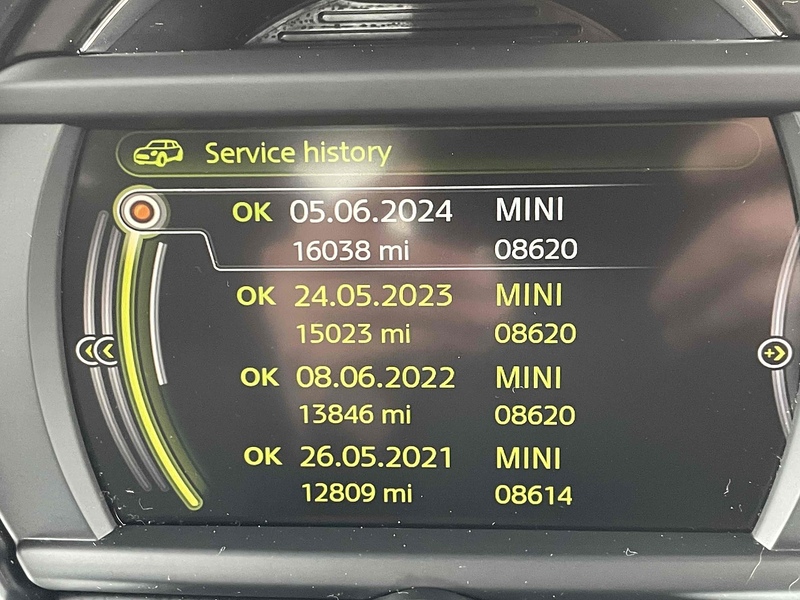 Service history
OK 05.06.2024 MINI
16038 mi 08620
OK 24.05.2023 MINI
15023 mi 08620
OK 08.06.2022 MINI
13846 mi 08620
OK 26.05.2021 MINI
12809 mi 08614